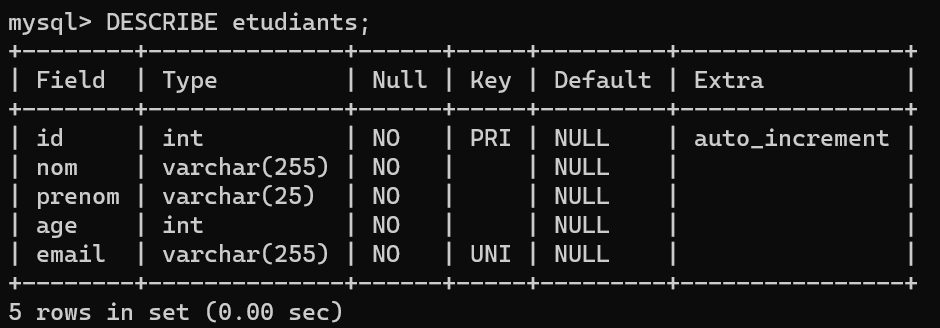 mysql> DESCRIBE etudiants;
+--------+--------------+------+-----+---------+----------------+
| Field  | Type         | Null | Key | Default | Extra          |
+--------+--------------+------+-----+---------+----------------+
| id     | int          | NO   | PRI | NULL    | auto_increment |
| nom    | varchar(255) | NO   |     | NULL    |                |
| prenom | varchar(25)  | NO   |     | NULL    |                |
| age    | int          | NO   |     | NULL    |                |
| email  | varchar(255) | NO   | UNI | NULL    |                |
+--------+--------------+------+-----+---------+----------------+
5 rows in set (0.00 sec)